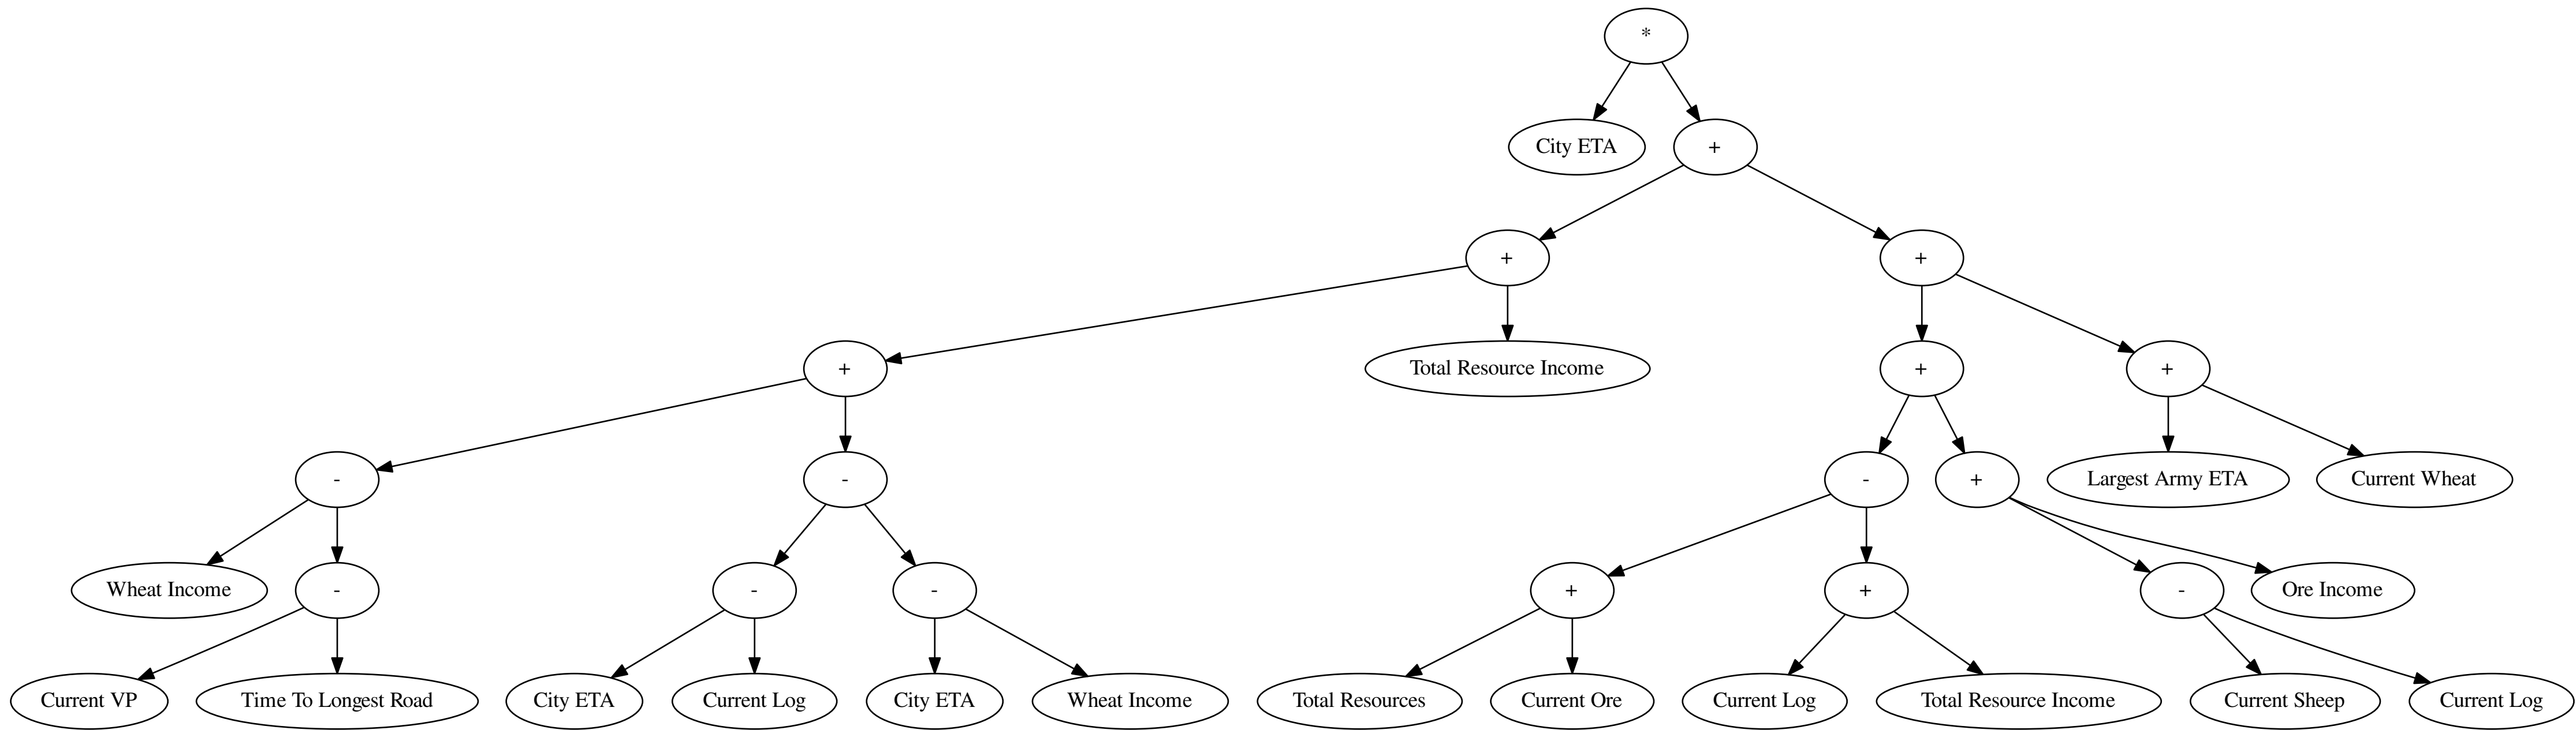 *
City ETA
+
+
+
+
Total Resource Income
+
+
-
-
-
+
Largest Army ETA
Current Wheat
Wheat Income
-
-
-
+
+
-
Ore Income
Current VP
Time To Longest Road
City ETA
Current Log
City ETA
Wheat Income
Total Resources
Current Ore
Current Log
Total Resource Income
Current Sheep
Current Log